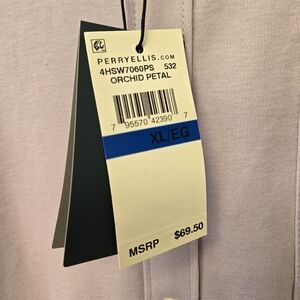 PERRYELLIS.COM
4HSW7060PS 532
ORCHID PETAL
7 95570 42390 7
XL/EG
MSRP $69.50